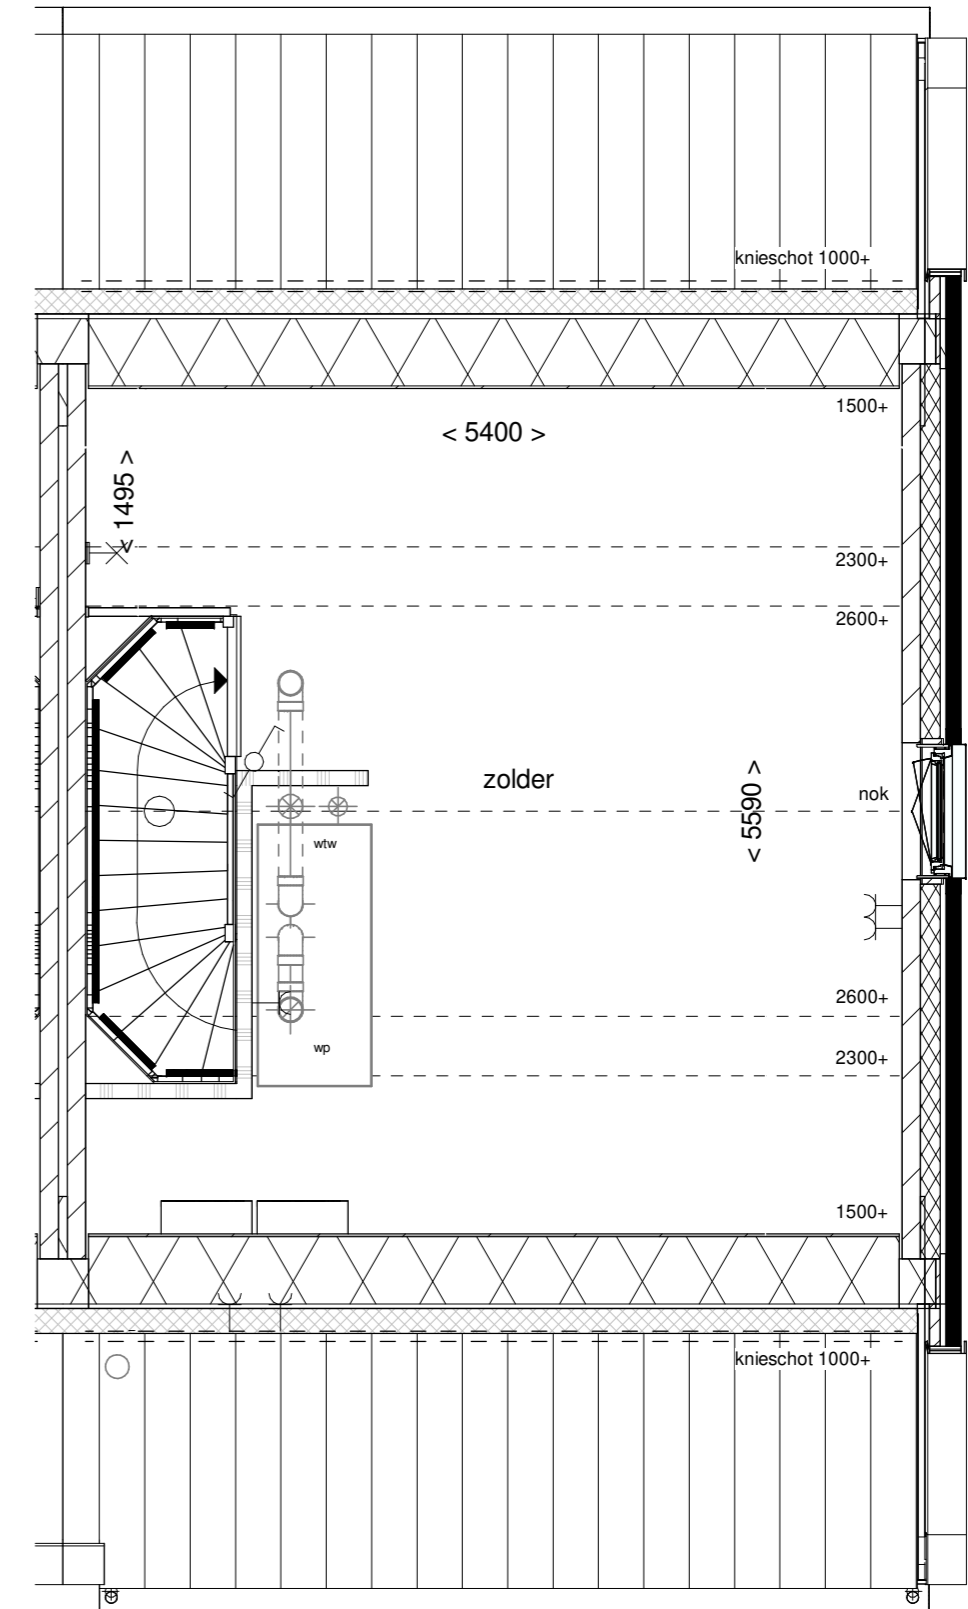 knieschot 1000+
1500+
< 5400 >
< 1495 >
2300+
2600+
zolder
< 5590 >
nok
wtw
2600+
wp
2300+
1500+
knieschot 1000+